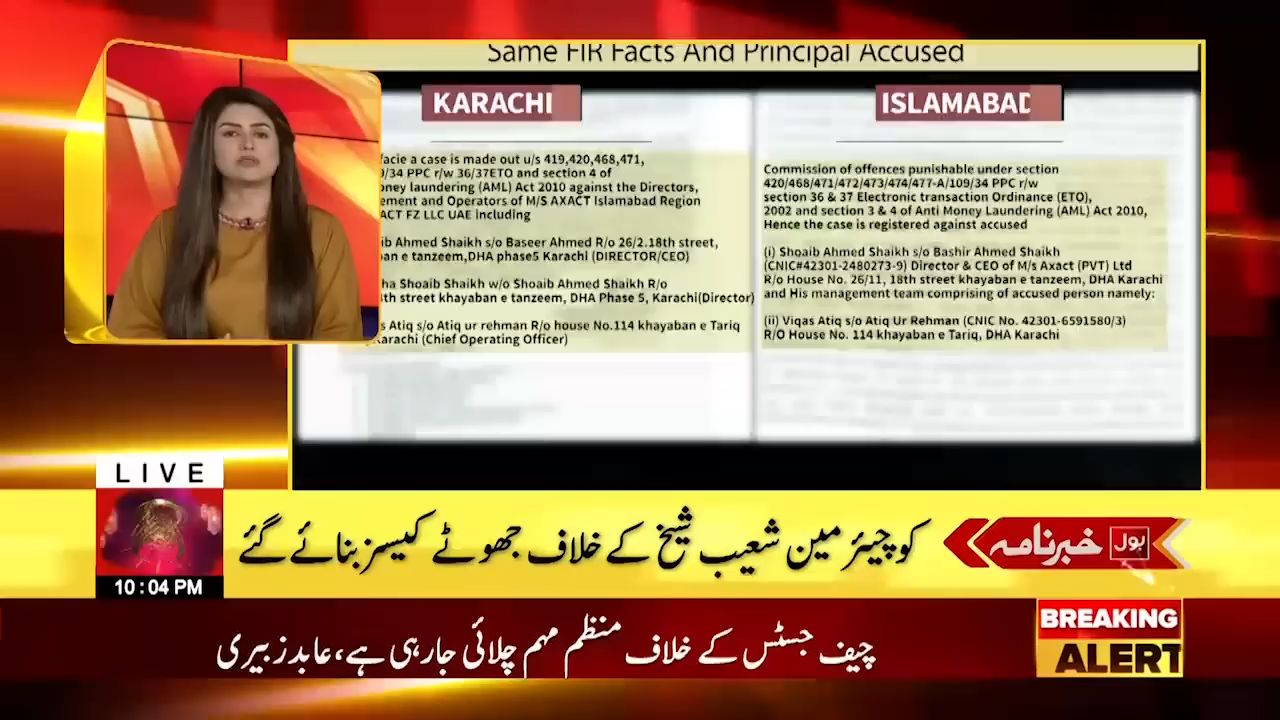 Same FIR Facts And Principal Accused
KARACHI
facie a case is made out u/s 419,420,468,471,
9/34 PPC r/w 36/37ETO and section 4 of
oney laundering (AML) Act 2010 against the Directors,
ement and Operators of M/S AXACT Islamabad Region
ACT FZ LLC UAE including
ib Ahmed Shaikh s/o Baseer Ahmed R/o 26/2.18th street,
an e tanzeem,DHA phase5 Karachi (DIRECTOR/CEO)
ha Shoaib Shaikh w/o Shoaib Ahmed Shaikh R/o
8th street khayaban e tanzeem, DHA Phase 5, Karachi(Director)
s Atiq s/o Atiq ur rehman R/o house No.114 khayaban e Tariq
Karachi (Chief Operating Officer)
ISLAMABAD
Commission of offences punishable under section
420/468/471/472/473/474/477-A/109/34 PPC r/w
section 36 & 37 Electronic transaction Ordinance (ETO),
2002 and section 3 & 4 of Anti Money Laundering (AML) Act 2010,
Hence the case is registered against accused
(i) Shoaib Ahmed Shaikh s/o Bashir Ahmed Shaikh
(CNIC#42301-2480273-9) Director & CEO of M/s Axact (PVT) Ltd
R/o House No. 26/11, 18th street khayaban e tanzeem, DHA Karachi
and His management team comprising of accused person namely:
(ii) Viqas Atiq s/o Atiq Ur Rehman (CNIC No. 42301-6591580/3)
R/O House No. 114 khayaban e Tariq, DHA Karachi
LIVE
10:04 PM
بول خبرنامہ
کوچیئرمین شعیب شیخ کے خلاف جھوٹے کیسز بنائے گئے
BREAKING
ALERT
چیف جسٹس کے خلاف منظم مہم چلائی جارہی ہے، عابد زبیری